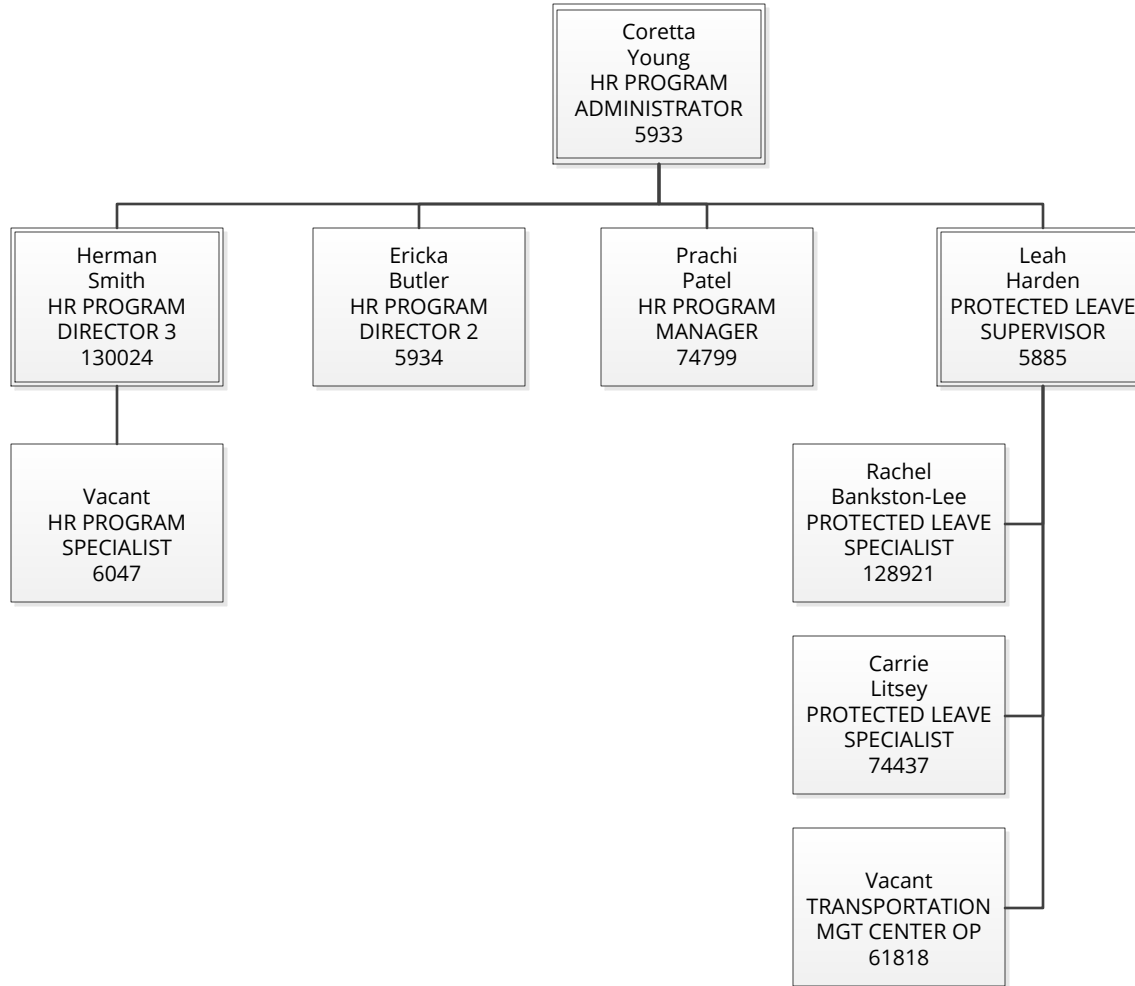 Coretta
Young
HR PROGRAM
ADMINISTRATOR
5933
Herman
Smith
HR PROGRAM
DIRECTOR 3
130024
Ericka
Butler
HR PROGRAM
DIRECTOR 2
5934
Prachi
Patel
HR PROGRAM
MANAGER
74799
Leah
Harden
PROTECTED LEAVE
SUPERVISOR
5885
Vacant
HR PROGRAM
SPECIALIST
6047
Rachel
Bankston-Lee
PROTECTED LEAVE
SPECIALIST
128921
Carrie
Litsey
PROTECTED LEAVE
SPECIALIST
74437
Vacant
TRANSPORTATION
MGT CENTER OP
61818